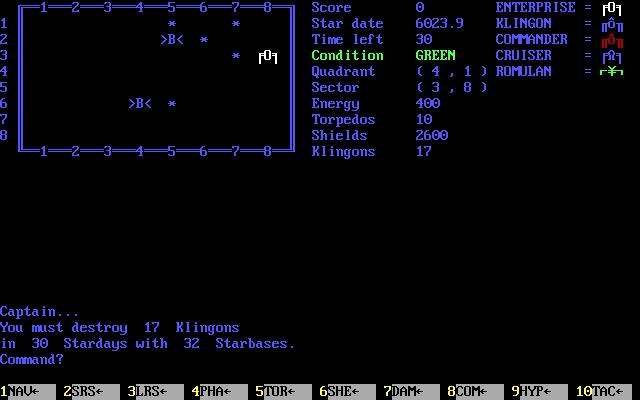 1 2 3 4 5 6 7 8 Score 0 ENTERPRISE = ╒O╕
1 * * Star date 6023.9 KLINGON = ╓Ô╖
2 >B< * Time left 30 COMMANDER = ╓Ô╖
3 * ╒O╕ Condition GREEN CRUISER = ╓Ω╖
4 Quadrant ( 4 , 1 ) ROMULAN = ⌐¥¬
5 Sector ( 3 , 8 )
6 >B< * Energy 400
7 Torpedos 10
8 Shields 2600
1 2 3 4 5 6 7 8 Klingons 17
Captain...
You must destroy 17 Klingons
in 30 Stardays with 32 Starbases.
Command?
1NAV← 2SRS← 3LRS← 4PHA← 5TOR← 6SHE← 7DAM← 8COM← 9HYP← 10TAC←